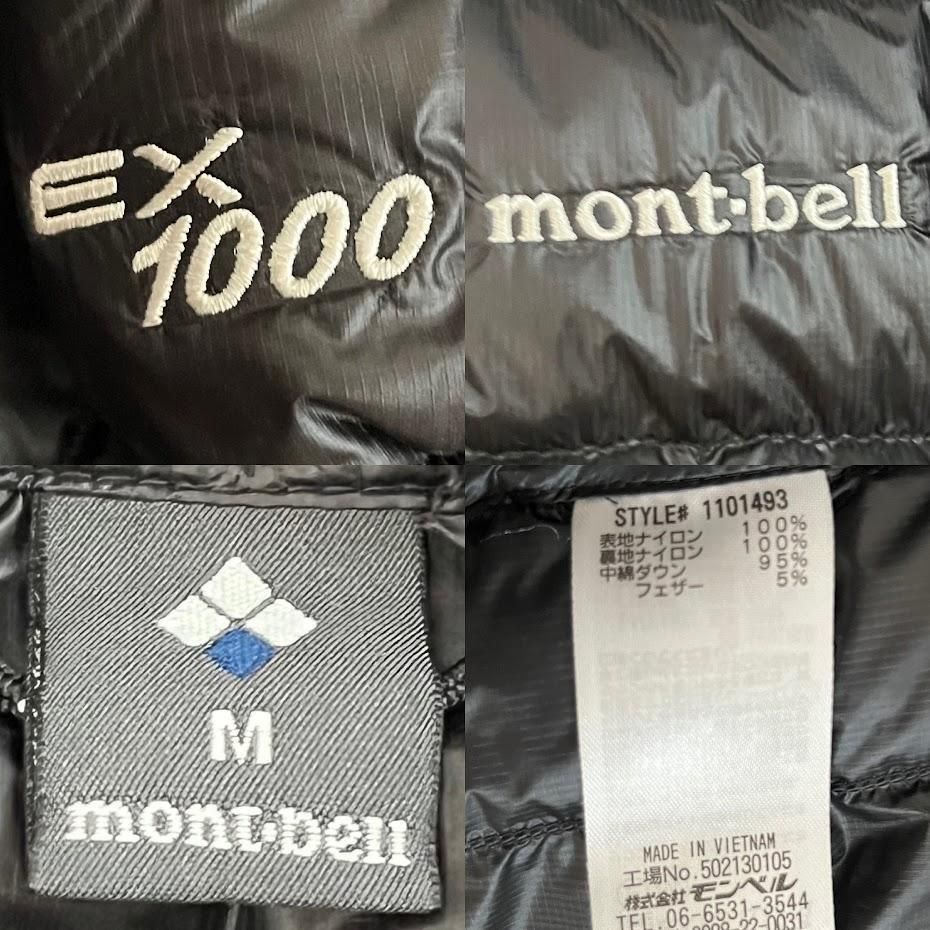 EX
1000
mont-bell
M
mont-bell
STYLE# 1101493
表地ナイロン 100%
裏地ナイロン 100%
中綿ダウン 95%
フェザー 5%
MADE IN VIETNAM
工場No.502130105
株式会社モンベル
TEL.06-6531-3544
22-0031